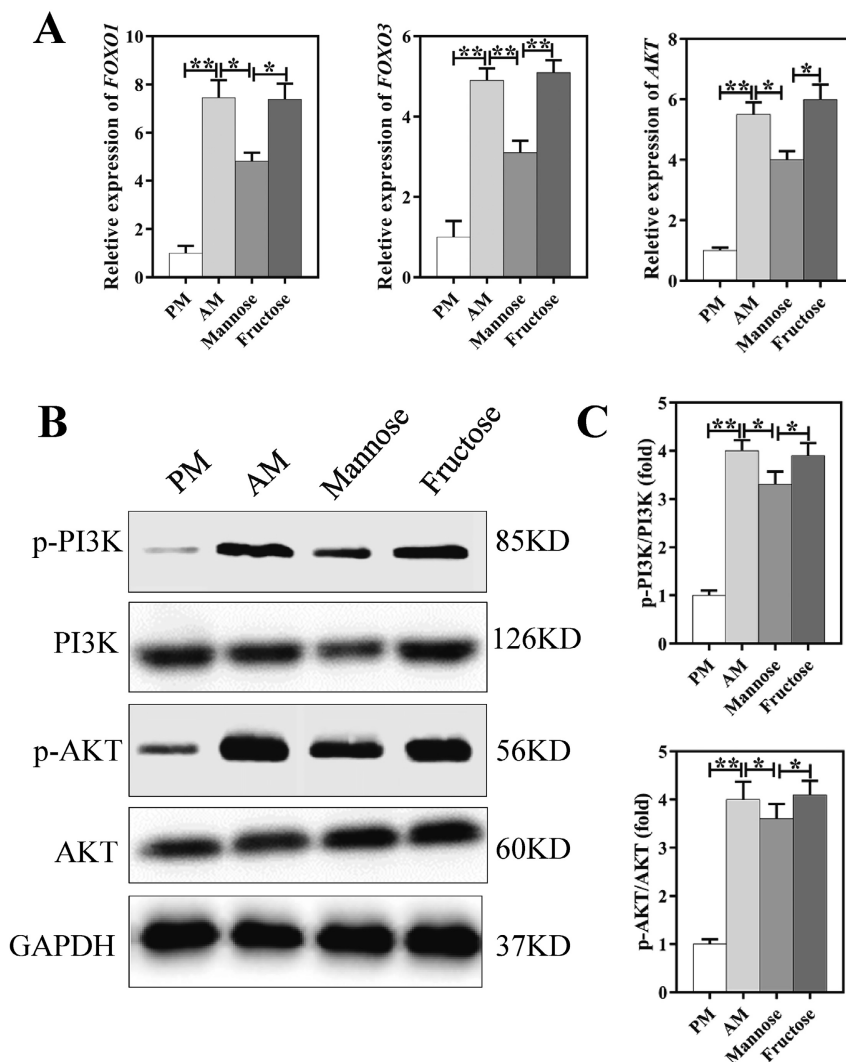 A
Reletive expression of FOXO1
10
8
6
4
2
0
** * *
PM
AM
Mannose
Fructose
Reletive expression of FOXO3
6
4
2
0
** ** **
PM
AM
Mannose
Fructose
Reletive expression of AKT
8
6
4
2
0
** * *
PM
AM
Mannose
Fructose
B
PM AM Mannose Fructose
p-PI3K 85KD
PI3K 126KD
p-AKT 56KD
AKT 60KD
GAPDH 37KD
C
p-PI3K/PI3K (fold)
5
4
3
2
1
0
** * *
PM
AM
Mannose
Fructose
p-AKT/AKT (fold)
5
4
3
2
1
0
** * *
PM
AM
Mannose
Fructose